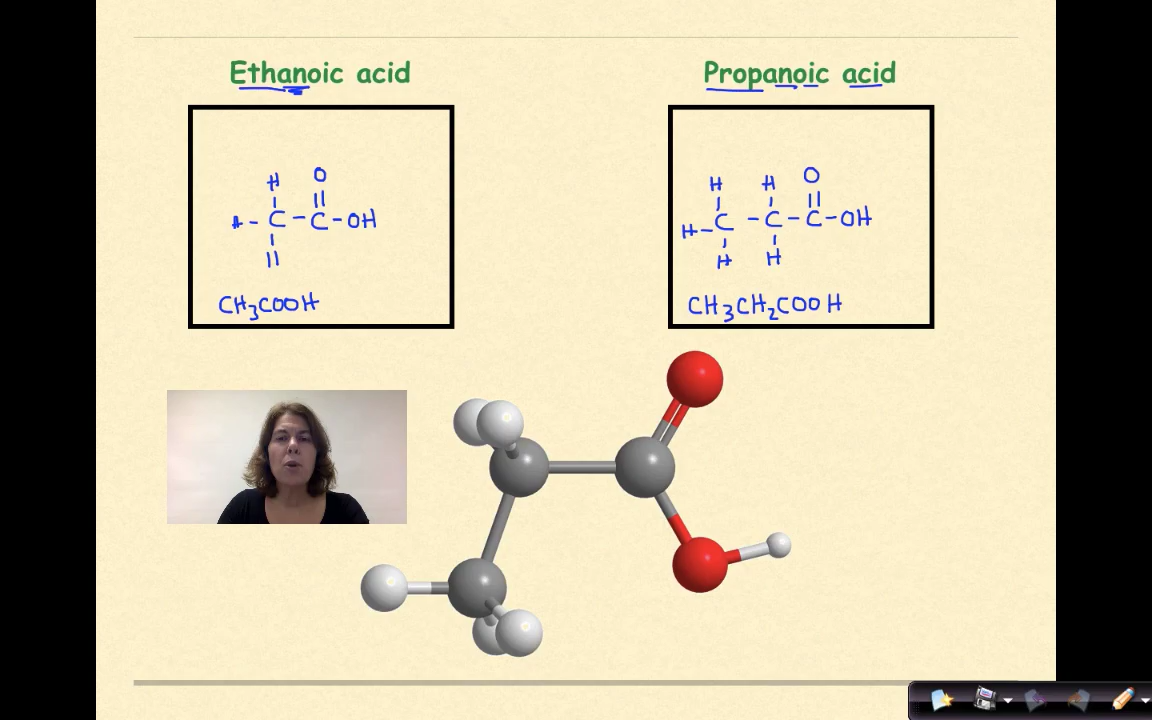 Ethanoic acid
H O
H - C - C - OH
H
CH3COOH
Propanoic acid
H H O
H - C - C - C - OH
H H
CH3CH2COOH